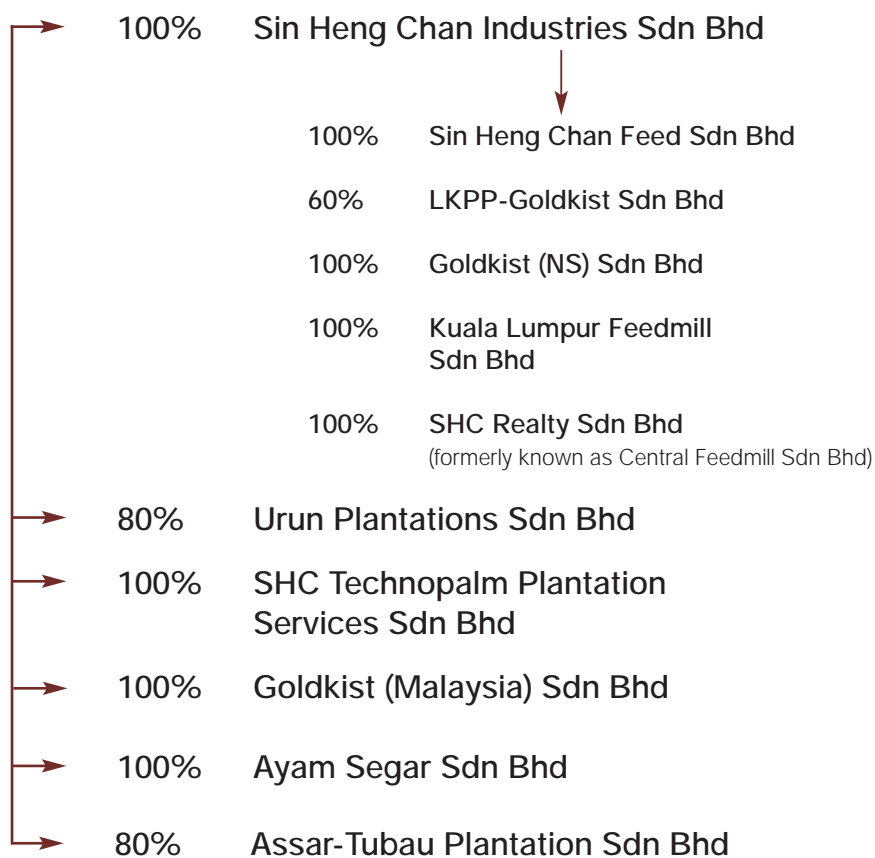 100% Sin Heng Chan Industries Sdn Bhd
100% Sin Heng Chan Feed Sdn Bhd
60% LKPP-Goldkist Sdn Bhd
100% Goldkist (NS) Sdn Bhd
100% Kuala Lumpur Feedmill
Sdn Bhd
100% SHC Realty Sdn Bhd
(formerly known as Central Feedmill Sdn Bhd)
80% Urun Plantations Sdn Bhd
100% SHC Technopalm Plantation
Services Sdn Bhd
100% Goldkist (Malaysia) Sdn Bhd
100% Ayam Segar Sdn Bhd
80% Assar-Tubau Plantation Sdn Bhd